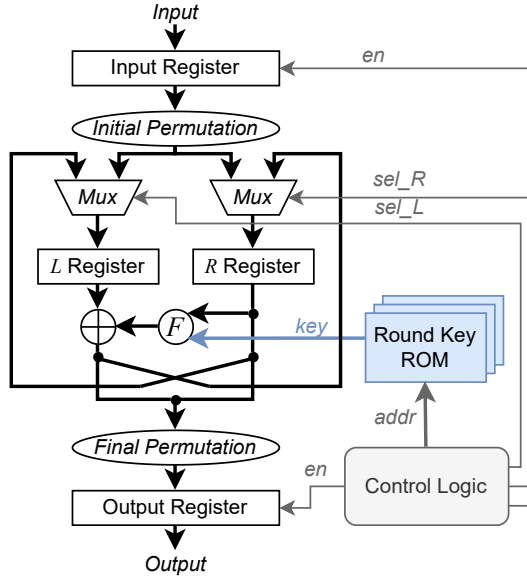 Input
Input Register
en
Initial Permutation
Mux
Mux
sel_R
sel_L
L Register
R Register
F
key
Round Key
ROM
addr
Final Permutation
en
Control Logic
Output Register
Output